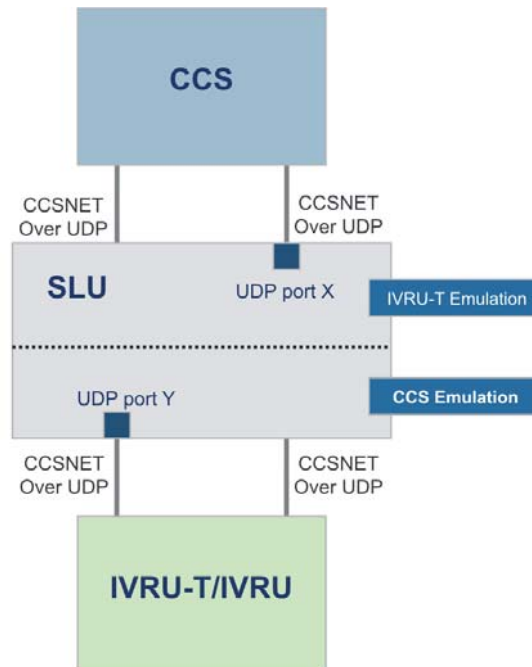 CCS
CCSNET
Over UDP
CCSNET
Over UDP
SLU
UDP port X
IVRU-T Emulation
UDP port Y
CCS Emulation
CCSNET
Over UDP
CCSNET
Over UDP
IVRU-T/IVRU